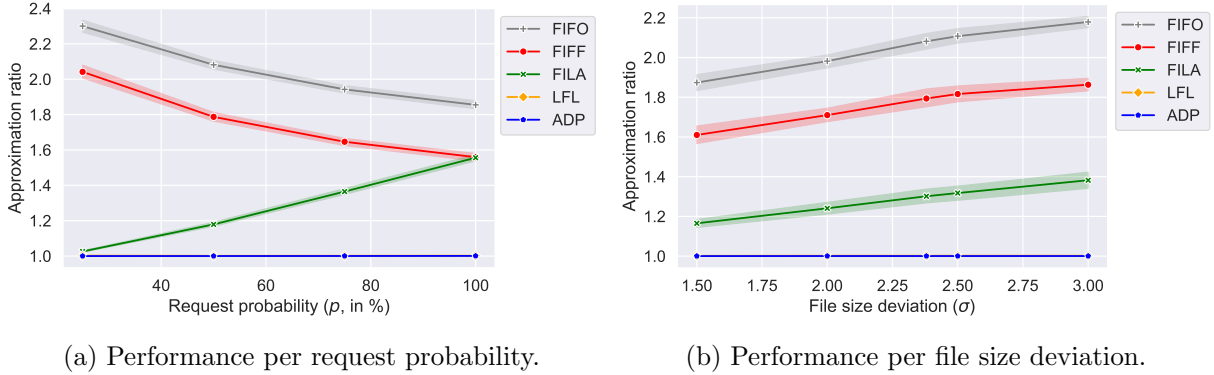 2.4
2.2
2.0
1.8
1.6
1.4
1.2
1.0
Approximation ratio
40
60
80
100
Request probability (p, in %)
FIFO
FIFF
FILA
LFL
ADP
(a) Performance per request probability.
2.2
2.0
1.8
1.6
1.4
1.2
1.0
Approximation ratio
1.50
1.75
2.00
2.25
2.50
2.75
3.00
File size deviation (σ)
FIFO
FIFF
FILA
LFL
ADP
(b) Performance per file size deviation.